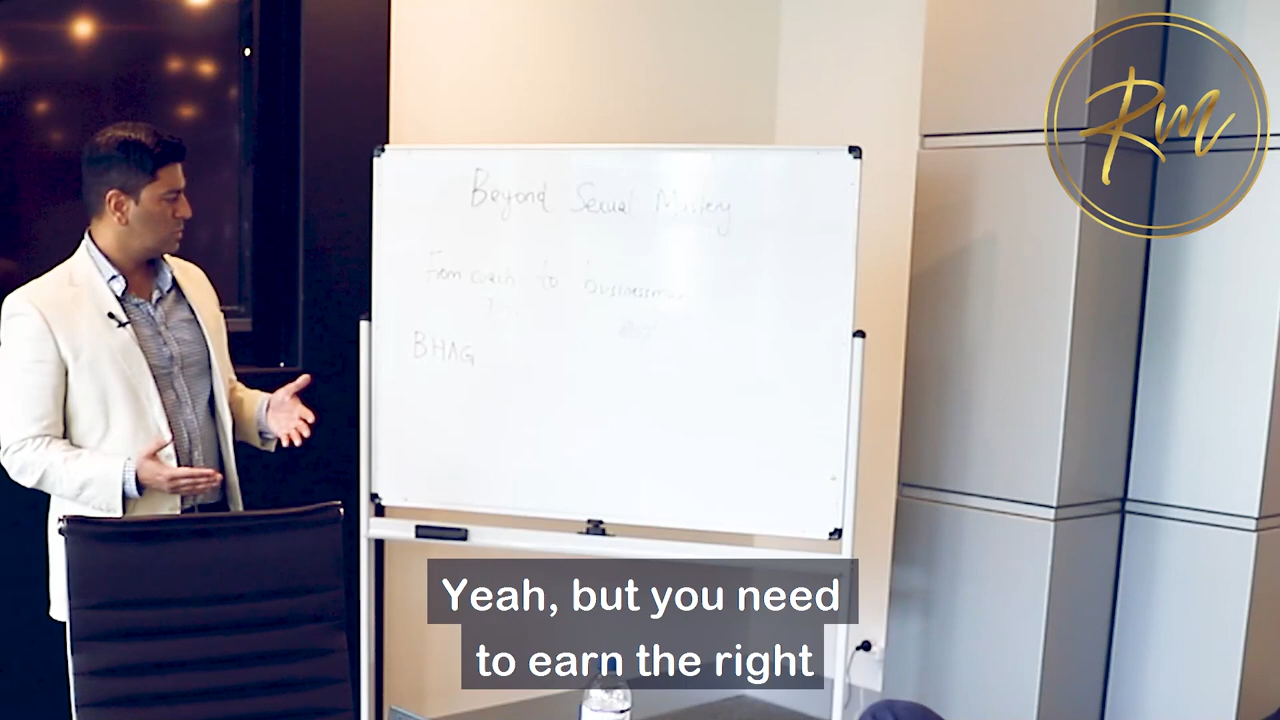 Rm
Beyond Sexual Mastery
From coach to businessman
BHAG
Yeah, but you need
to earn the right